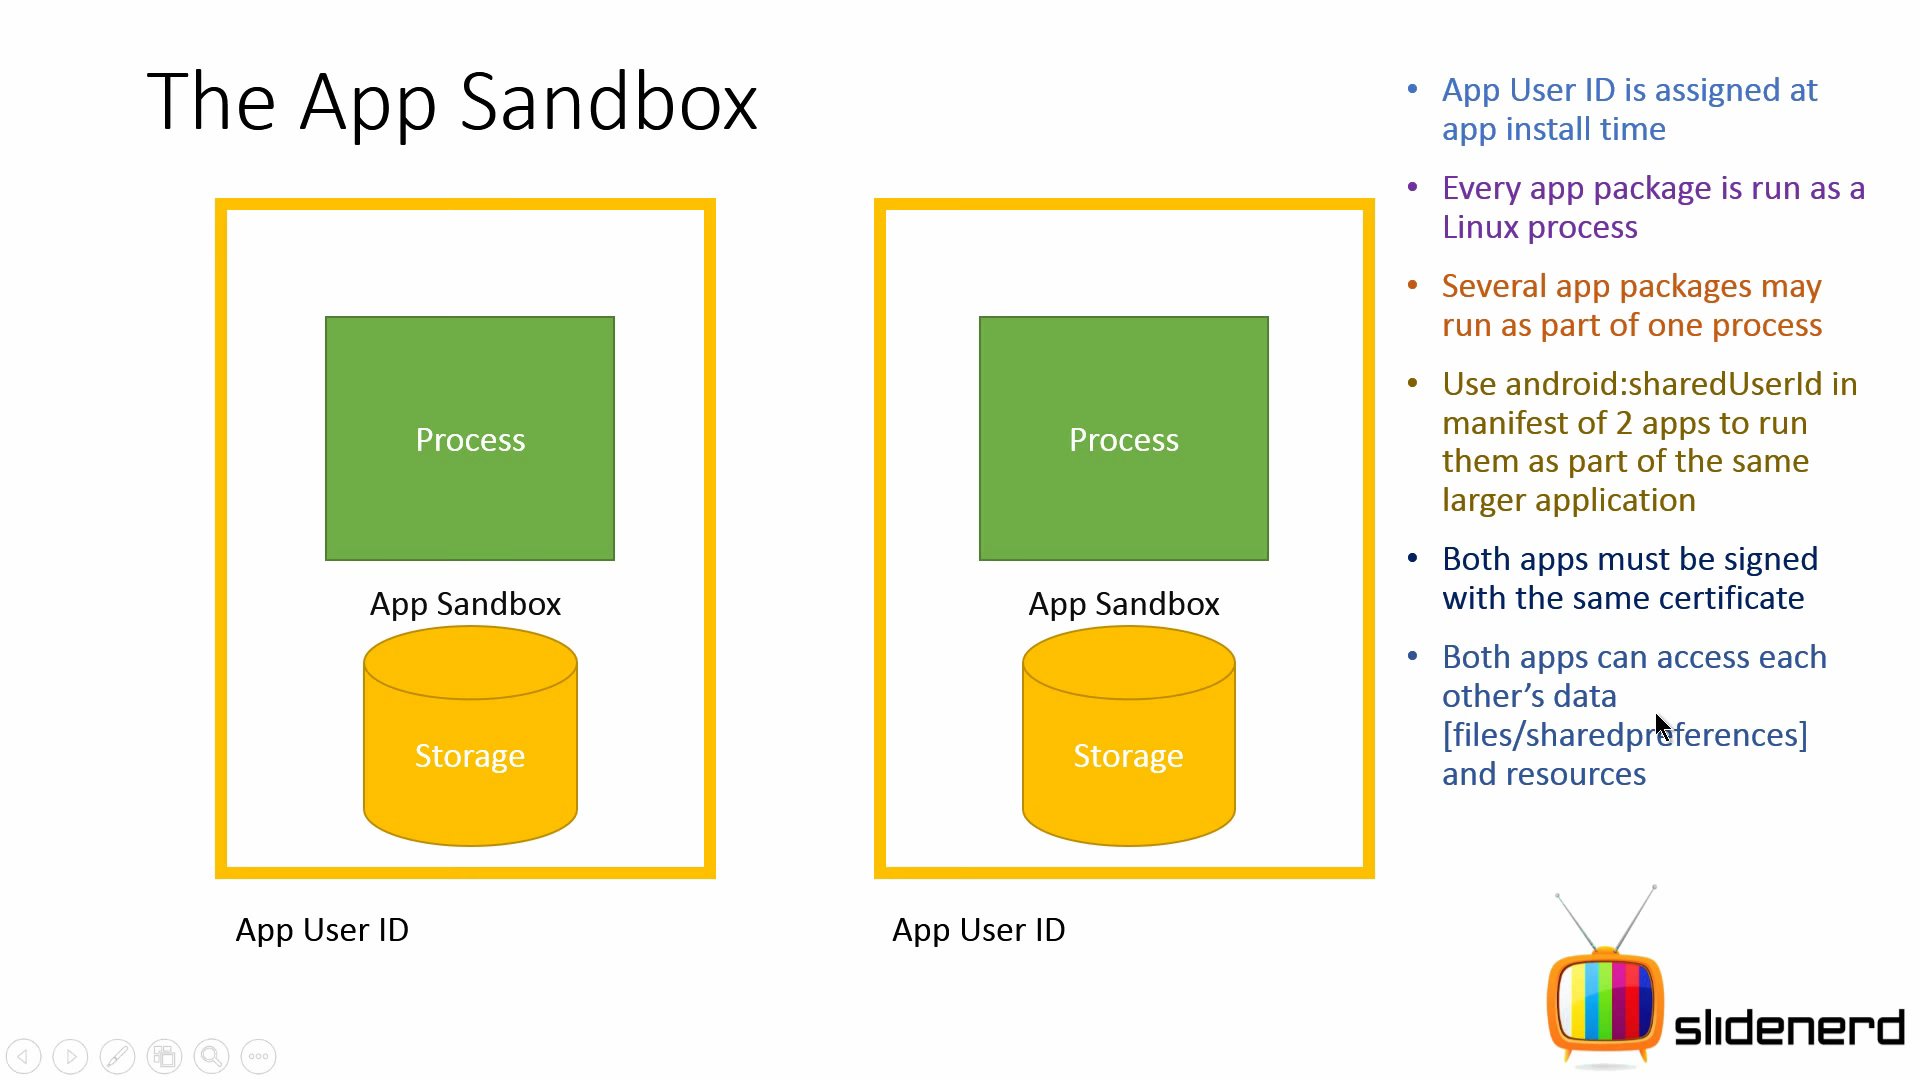 The App Sandbox
Process
App Sandbox
Storage
App User ID
Process
App Sandbox
Storage
App User ID
• App User ID is assigned at
app install time
• Every app package is run as a
Linux process
• Several app packages may
run as part of one process
• Use android:sharedUserId in
manifest of 2 apps to run
them as part of the same
larger application
• Both apps must be signed
with the same certificate
• Both apps can access each
other’s data
[files/sharedpreferences]
and resources
slidenerd